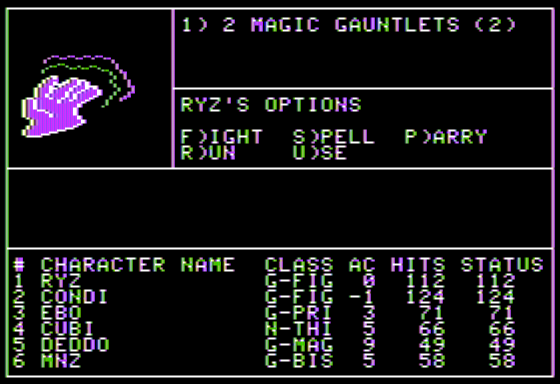 1) 2 MAGIC GAUNTLETS (2)
RYZ'S OPTIONS
F)IGHT S)PELL P)ARRY
R)UN U)SE
# CHARACTER NAME CLASS AC HITS STATUS
1 RYZ G-FIG 0 112 112
2 CONDI G-FIG -1 124 124
3 EBO G-PRI 3 71 71
4 CUBI N-THI 5 66 66
5 DEDDO G-MAG 9 49 49
6 MNZ G-BIS 5 58 58